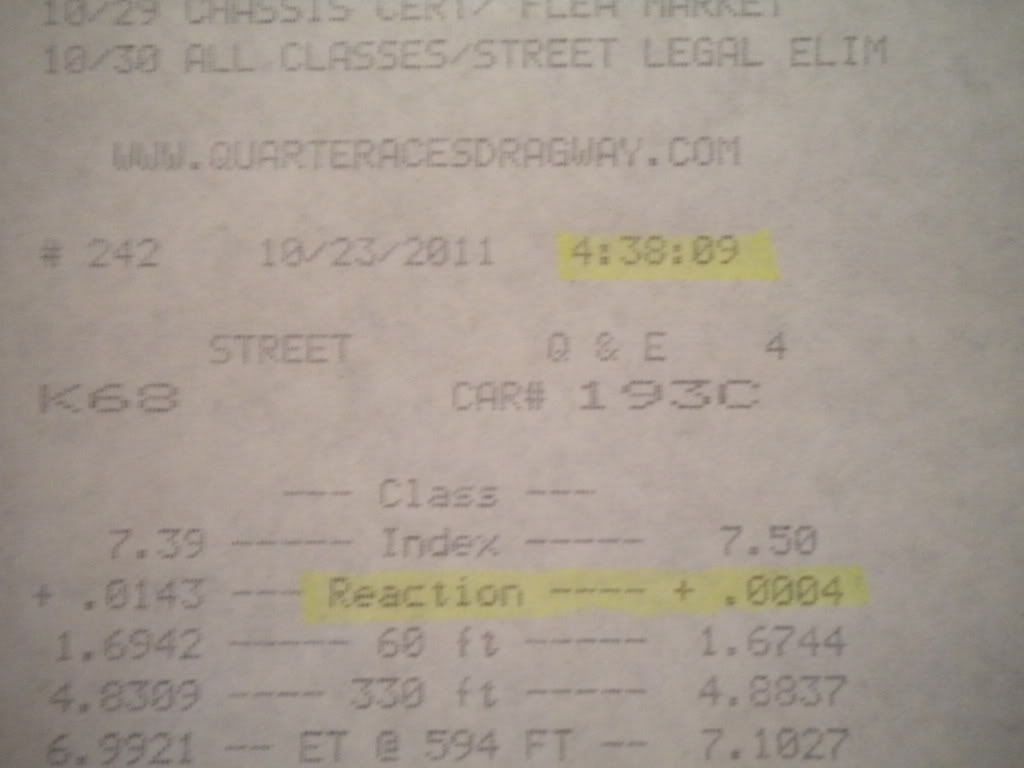 10/29 CHASSIS CERT/ FLEA MARKET
10/30 ALL CLASSES/STREET LEGAL ELIM
WWW.QUARTERACESDRAGWAY.COM
# 242 10/23/2011 4:38:09
STREET Q & E 4
K68 CAR# 193C
--- Class ---
7.39 ----- Index ----- 7.50
+ .0143 --- Reaction ---- + .0004
1.6942 ----- 60 ft ----- 1.6744
4.8309 ---- 330 ft ----- 4.8837
6.9921 -- ET @ 594 FT -- 7.1027